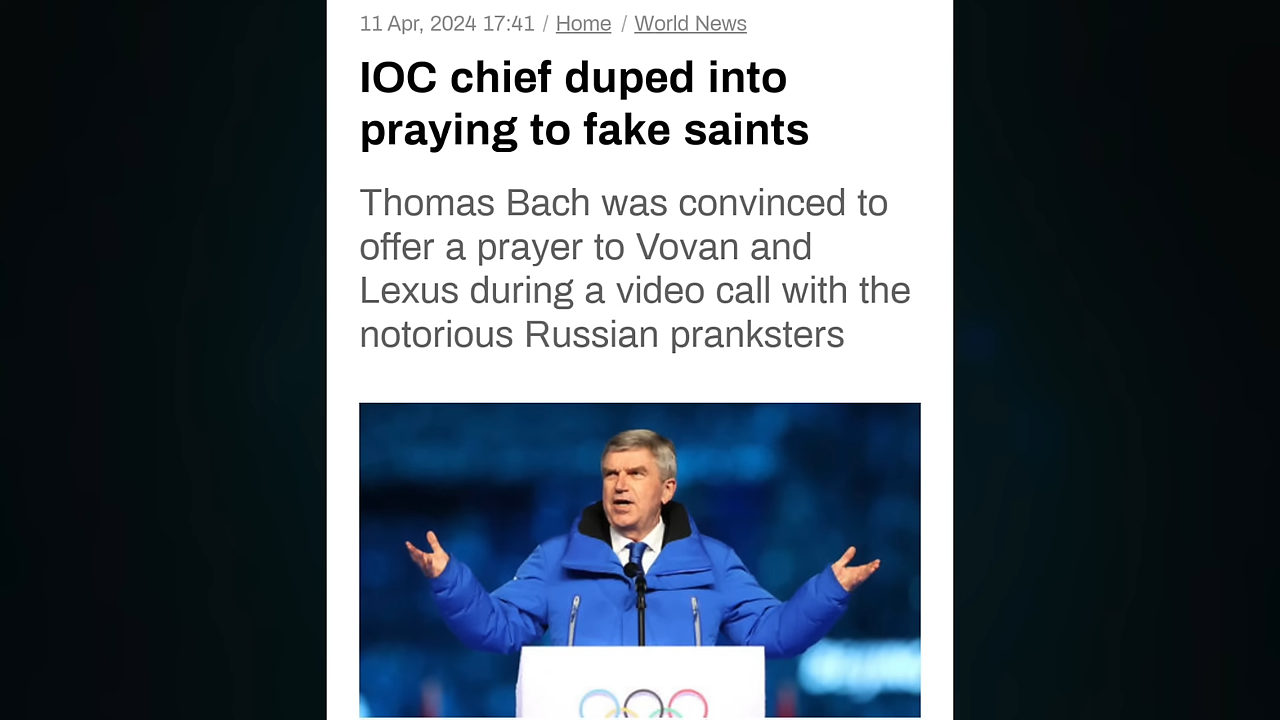 11 Apr, 2024 17:41 / Home / World News
IOC chief duped into
praying to fake saints
Thomas Bach was convinced to
offer a prayer to Vovan and
Lexus during a video call with the
notorious Russian pranksters